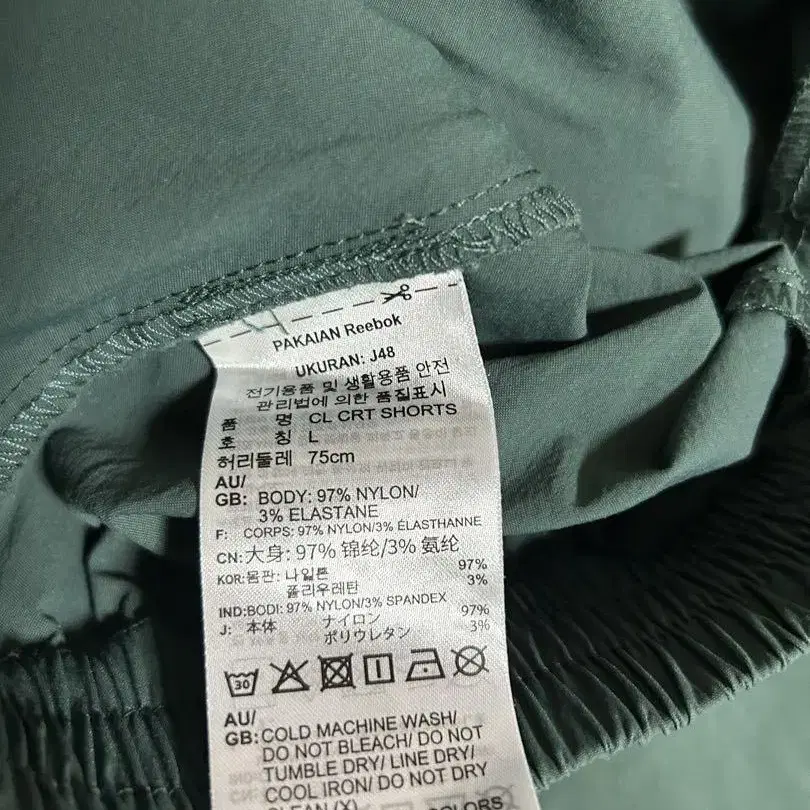 PAKAIAN Reebok
UKURAN: J48
전기용품 및 생활용품 안전
관리법에 의한 품질표시
품 명 CL CRT SHORTS
호 칭 L
허리둘레 75cm
AU/
GB: BODY: 97% NYLON/
3% ELASTANE
F: CORPS: 97% NYLON/3% ÉLASTHANNE
CN: 大身: 97% 锦纶/3% 氨纶
KOR: 몸판: 나일론 97%
폴리우레탄 3%
IND: BODI: 97% NYLON/3% SPANDEX
J: 本体 ナイロン 97%
ポリウレタン 3%
30
AU/
GB: COLD MACHINE WASH/
DO NOT BLEACH/ DO NOT
TUMBLE DRY/ LINE DRY/
COOL IRON/ DO NOT DRY
CLEAN (X)
COLORS